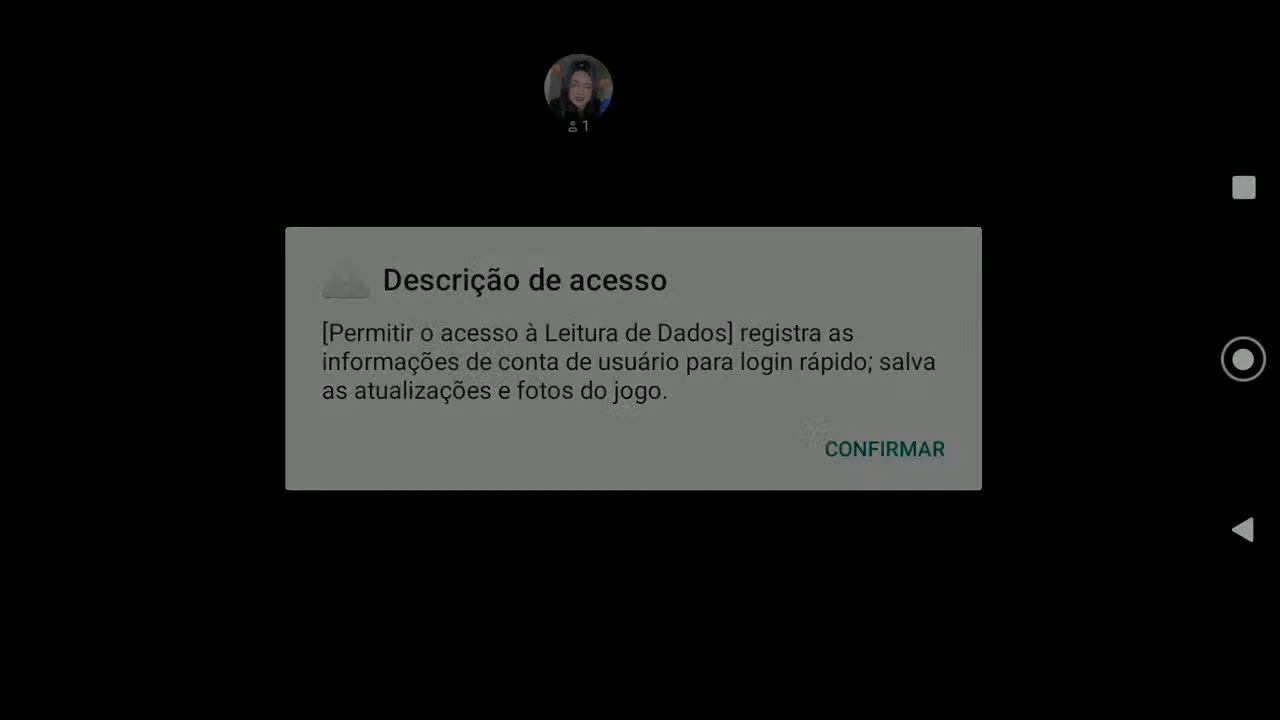 1
Descrição de acesso
[Permitir o acesso à Leitura de Dados] registra as
informações de conta de usuário para login rápido; salva
as atualizações e fotos do jogo.
CONFIRMAR